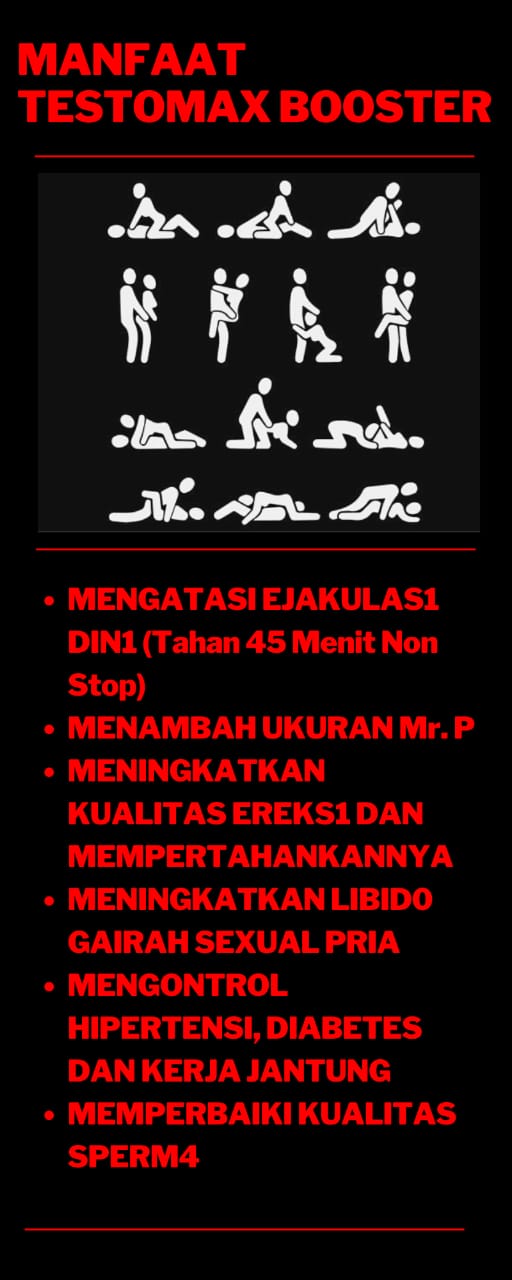 MANFAAT
TESTOMAX BOOSTER
• MENGATASI EJAKULAS1
DIN1 (Tahan 45 Menit Non
Stop)
• MENAMBAH UKURAN Mr. P
• MENINGKATKAN
KUALITAS EREKS1 DAN
MEMPERTAHANKANNYA
• MENINGKATKAN LIBID0
GAIRAH SEXUAL PRIA
• MENGONTROL
HIPERTENSI, DIABETES
DAN KERJA JANTUNG
• MEMPERBAIKI KUALITAS
SPERM4